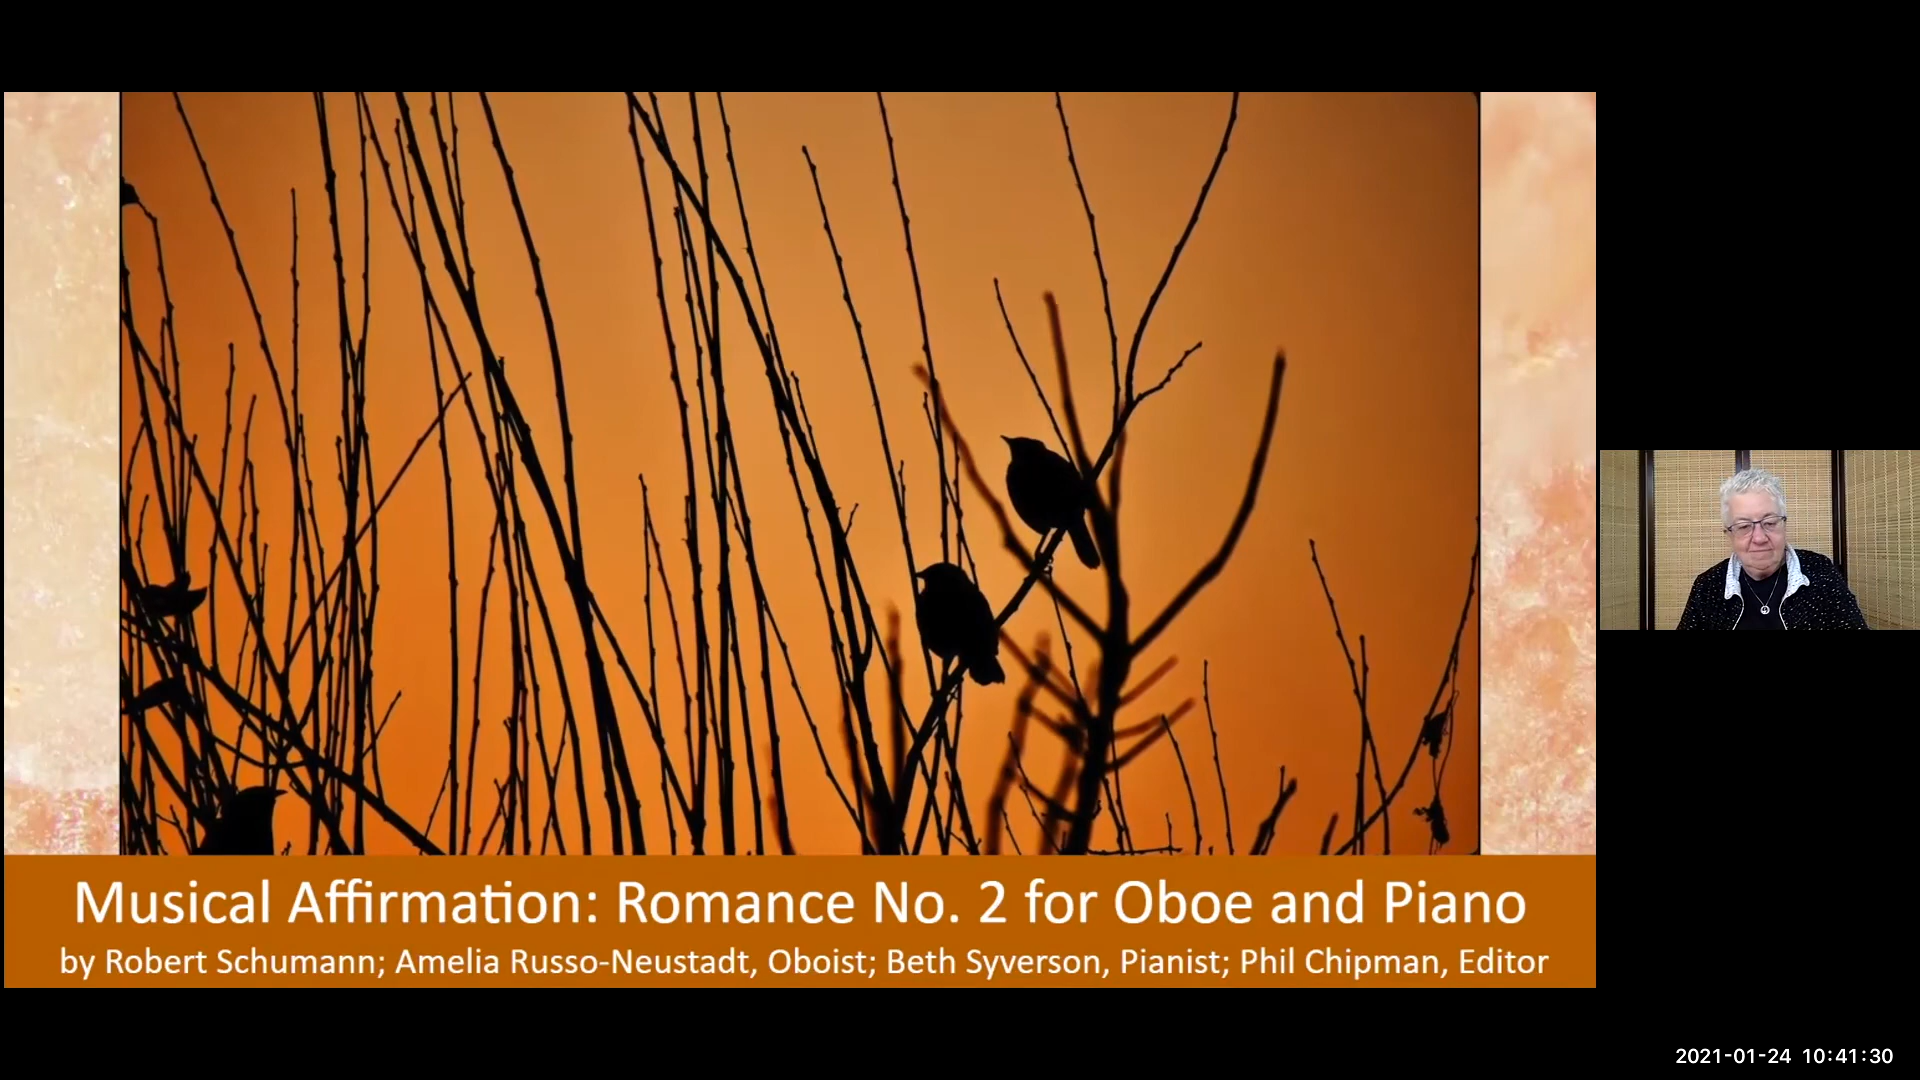 Musical Affirmation: Romance No. 2 for Oboe and Piano
by Robert Schumann; Amelia Russo-Neustadt, Oboist; Beth Syverson, Pianist; Phil Chipman, Editor
2021-01-24 10:41:30